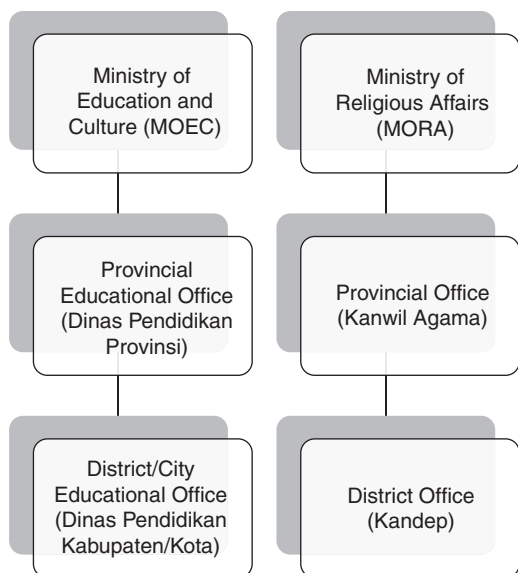 Ministry of
Education and
Culture (MOEC)
Provincial
Educational Office
(Dinas Pendidikan
Provinsi)
District/City
Educational Office
(Dinas Pendidikan
Kabupaten/Kota)
Ministry of
Religious Affairs
(MORA)
Provincial Office
(Kanwil Agama)
District Office
(Kandep)